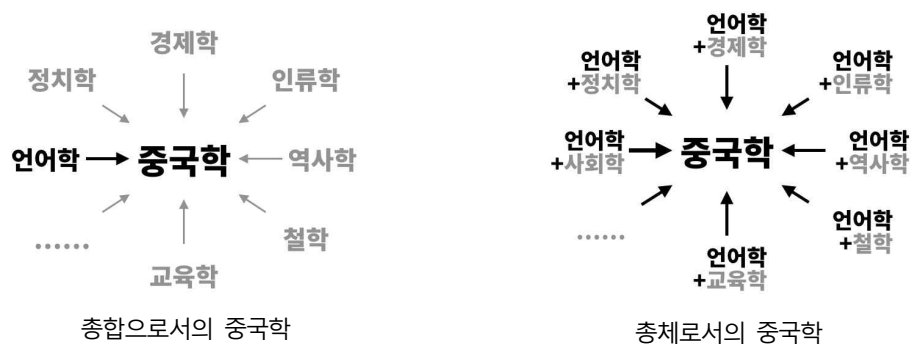 경제학
정치학
인류학
언어학
중국학
역사학
......
철학
교육학
총합으로서의 중국학
언어학
+경제학
언어학
+정치학
언어학
+인류학
언어학
+사회학
중국학
언어학
+역사학
......
언어학
+철학
언어학
+교육학
총체로서의 중국학